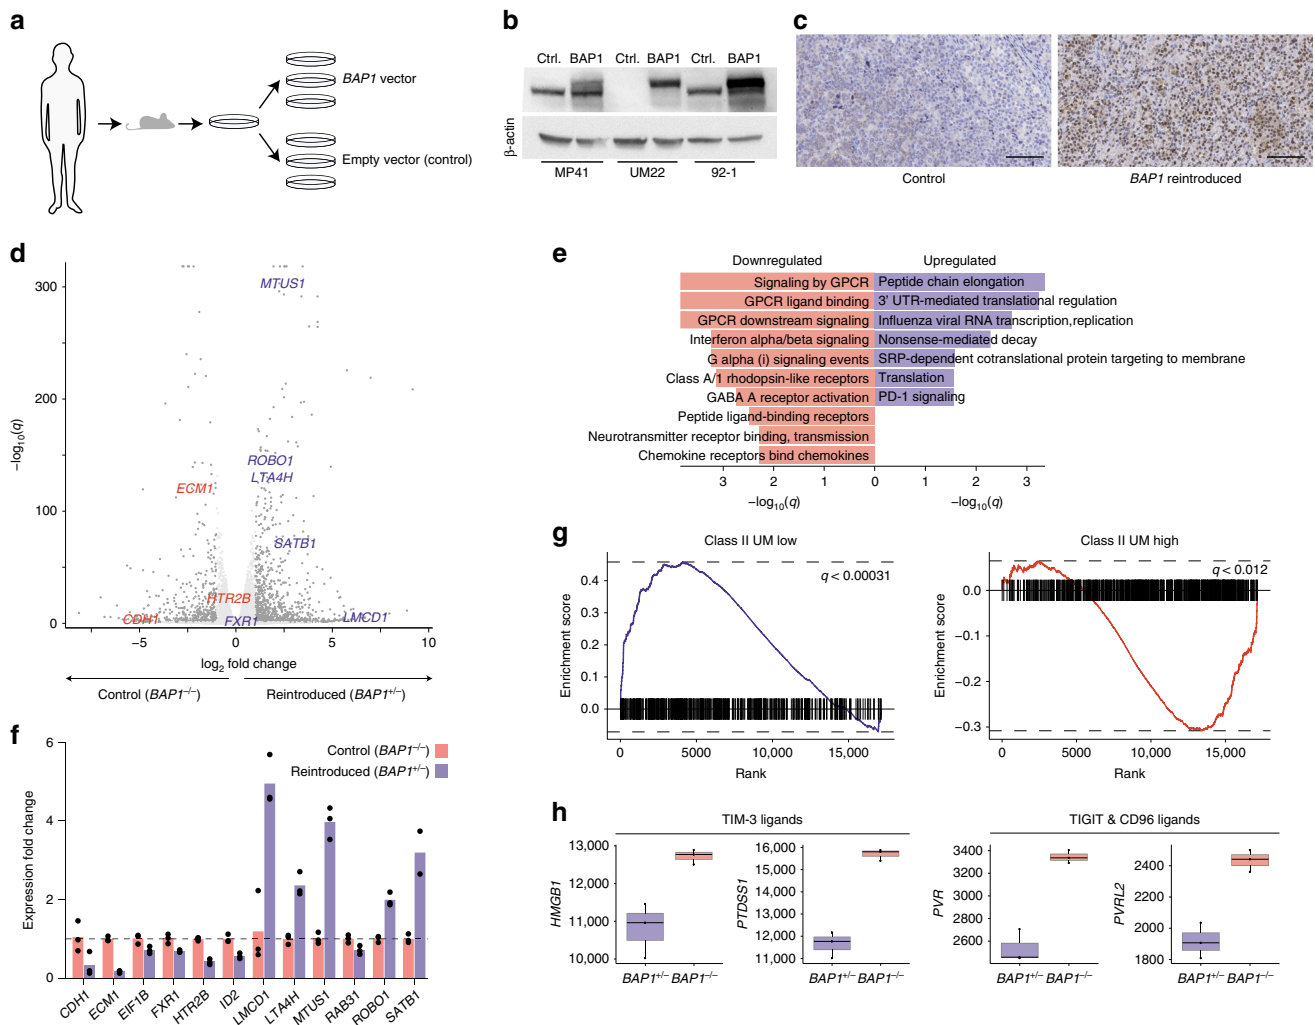 a
BAP1 vector
Empty vector (control)
b
Ctrl. BAP1 Ctrl. BAP1 Ctrl. BAP1
β-actin
MP41 UM22 92-1
c
Control
BAP1 reintroduced
d
−log10(q)
300
200
100
0
MTUS1
ROBO1
LTA4H
ECM1
SATB1
HTR2B
CDH1
FXR1
LMCD1
−5 0 5 10
log2 fold change
Control (BAP1−/−)
Reintroduced (BAP1+/−)
e
Downregulated Upregulated
Signaling by GPCR Peptide chain elongation
GPCR ligand binding 3' UTR-mediated translational regulation
GPCR downstream signaling Influenza viral RNA transcription,replication
Interferon alpha/beta signaling Nonsense-mediated decay
G alpha (i) signaling events SRP-dependent cotranslational protein targeting to membrane
Class A/1 rhodopsin-like receptors Translation
GABA A receptor activation PD-1 signaling
Peptide ligand-binding receptors
Neurotransmitter receptor binding, transmission
Chemokine receptors bind chemokines
3 2 1 0 1 2 3
−log10(q) −log10(q)
f
Expression fold change
6
4
2
0
Control (BAP1−/−)
Reintroduced (BAP1+/−)
CDH1 ECM1 EIF1B FXR1 HTR2B ID2 LMCD1 LTA4H MTUS1 RAB31 ROBO1 SATB1
g
Class II UM low
q < 0.00031
Enrichment score
0.4
0.3
0.2
0.1
0.0
0 5000 10,000 15,000
Rank
Class II UM high
q < 0.012
Enrichment score
0.0
−0.1
−0.2
−0.3
0 5000 10,000 15,000
Rank
h
TIM-3 ligands
HMGB1
13,000
12,000
11,000
10,000
BAP1+/− BAP1−/−
PTDSS1
16,000
15,000
14,000
13,000
12,000
11,000
BAP1+/− BAP1−/−
TIGIT & CD96 ligands
PVR
3400
3200
3000
2800
2600
BAP1+/− BAP1−/−
PVRL2
2400
2200
2000
1800
BAP1+/− BAP1−/−